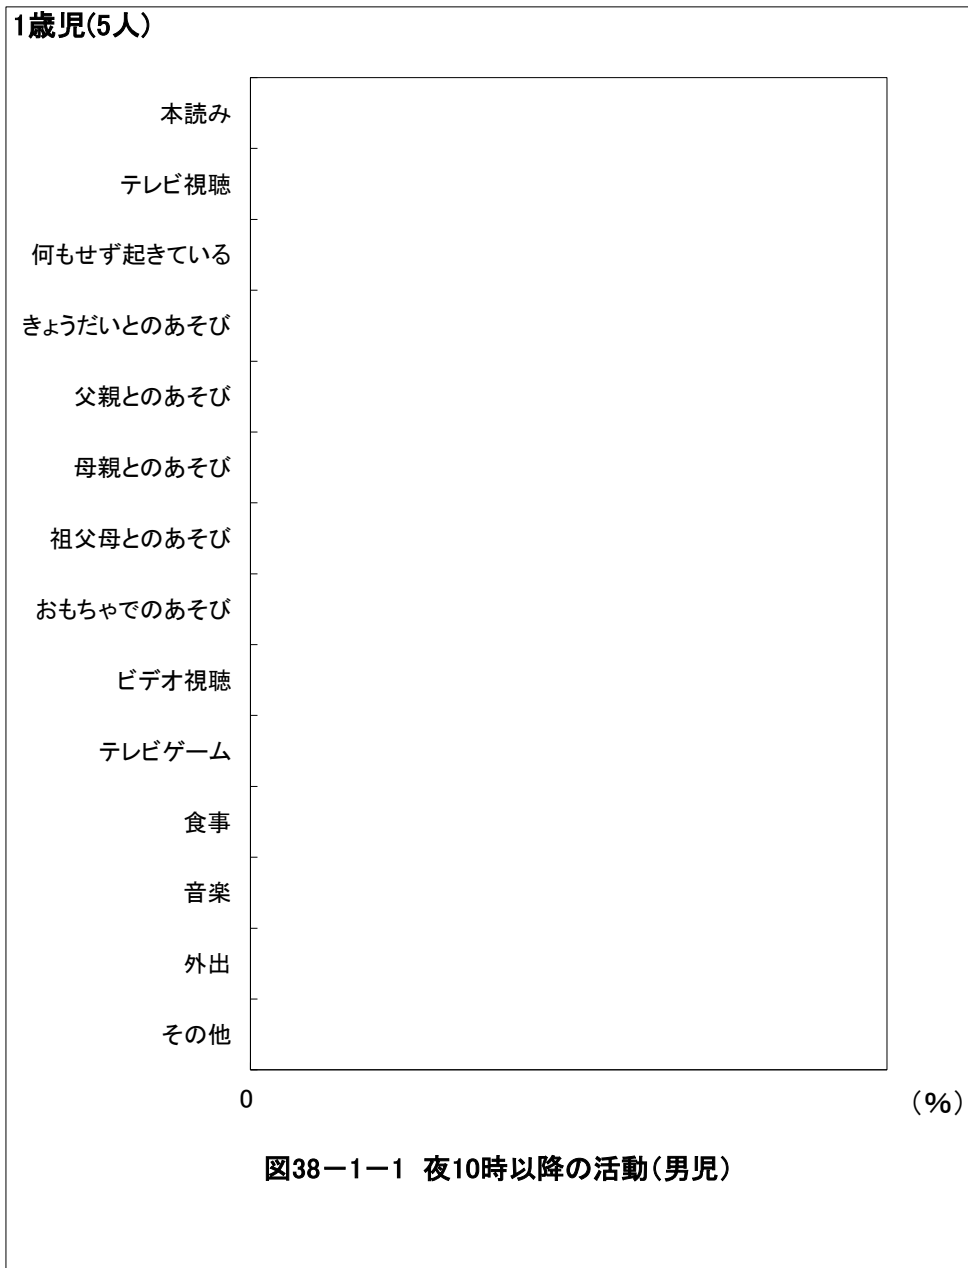 1歳児(5人)
本読み
テレビ視聴
何もせず起きている
きょうだいとのあそび
父親とのあそび
母親とのあそび
祖父母とのあそび
おもちゃでのあそび
ビデオ視聴
テレビゲーム
食事
音楽
外出
その他
0
（%）
図38－1－1 夜10時以降の活動（男児）